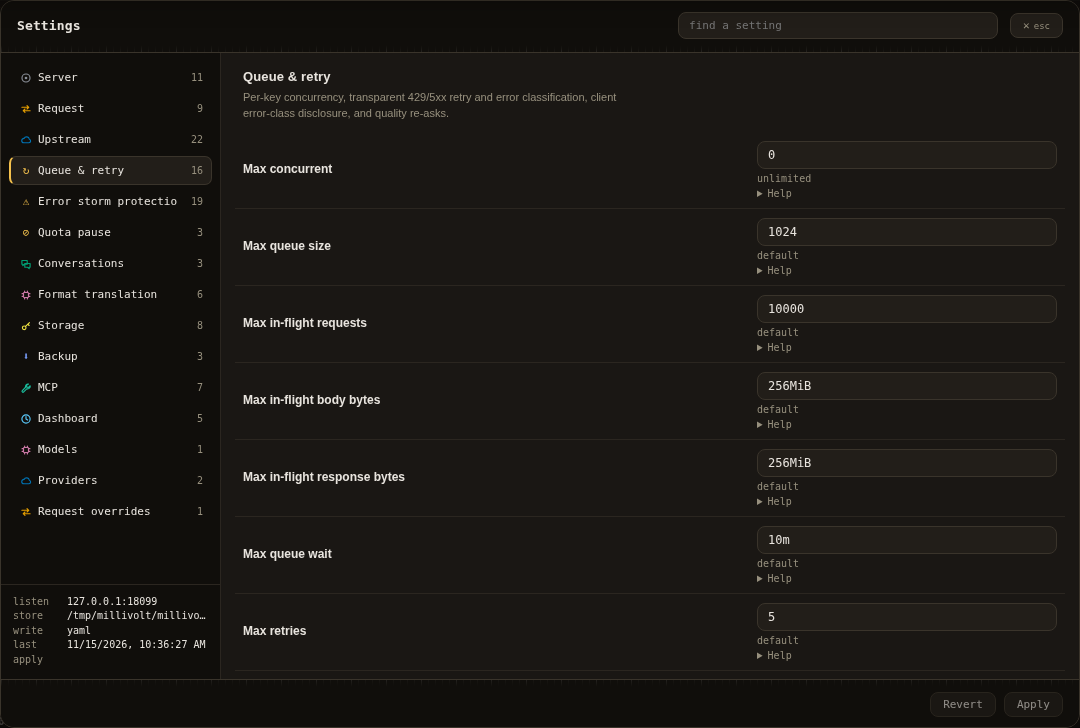 Settings
find a setting
× esc
Server 11
Request 9
Upstream 22
Queue & retry 16
Error storm protectio 19
Quota pause 3
Conversations 3
Format translation 6
Storage 8
Backup 3
MCP 7
Dashboard 5
Models 1
Providers 2
Request overrides 1
listen 127.0.0.1:18099
store /tmp/millivolt/millivo…
write yaml
last apply 11/15/2026, 10:36:27 AM
Queue & retry
Per-key concurrency, transparent 429/5xx retry and error classification, client
error-class disclosure, and quality re-asks.
Max concurrent
0
unlimited
Help
Max queue size
1024
default
Help
Max in-flight requests
10000
default
Help
Max in-flight body bytes
256MiB
default
Help
Max in-flight response bytes
256MiB
default
Help
Max queue wait
10m
default
Help
Max retries
5
default
Help
Revert
Apply